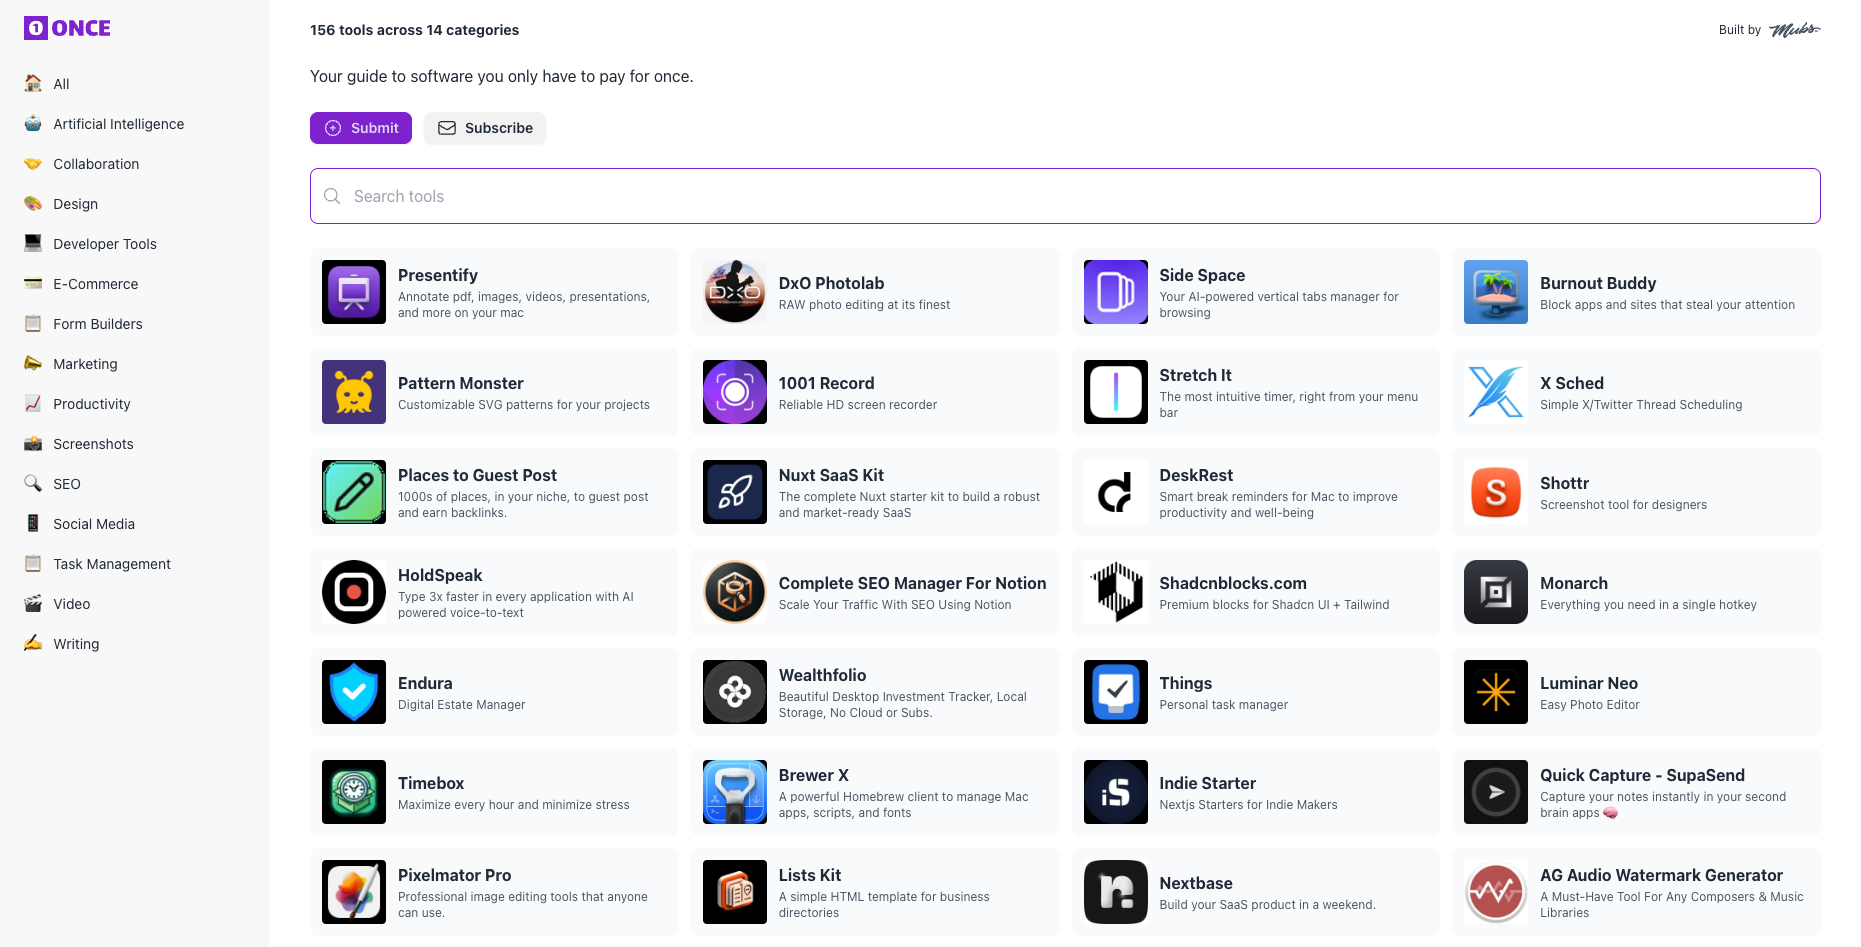 1 ONCE
All
Artificial Intelligence
Collaboration
Design
Developer Tools
E-Commerce
Form Builders
Marketing
Productivity
Screenshots
SEO
Social Media
Task Management
Video
Writing
156 tools across 14 categories
Built by Mubs
Your guide to software you only have to pay for once.
Submit
Subscribe
Search tools
Presentify
Annotate pdf, images, videos, presentations,
and more on your mac
DxO
DxO Photolab
RAW photo editing at its finest
Side Space
Your AI-powered vertical tabs manager for
browsing
Burnout Buddy
Block apps and sites that steal your attention
Pattern Monster
Customizable SVG patterns for your projects
1001 Record
Reliable HD screen recorder
Stretch It
The most intuitive timer, right from your menu
bar
X Sched
Simple X/Twitter Thread Scheduling
Places to Guest Post
1000s of places, in your niche, to guest post
and earn backlinks.
Nuxt SaaS Kit
The complete Nuxt starter kit to build a robust
and market-ready SaaS
DeskRest
Smart break reminders for Mac to improve
productivity and well-being
S
Shottr
Screenshot tool for designers
HoldSpeak
Type 3x faster in every application with AI
powered voice-to-text
Complete SEO Manager For Notion
Scale Your Traffic With SEO Using Notion
Shadcnblocks.com
Premium blocks for Shadcn UI + Tailwind
Monarch
Everything you need in a single hotkey
Endura
Digital Estate Manager
Wealthfolio
Beautiful Desktop Investment Tracker, Local
Storage, No Cloud or Subs.
Things
Personal task manager
Luminar Neo
Easy Photo Editor
Timebox
Maximize every hour and minimize stress
Brewer X
A powerful Homebrew client to manage Mac
apps, scripts, and fonts
iS
Indie Starter
Nextjs Starters for Indie Makers
Quick Capture - SupaSend
Capture your notes instantly in your second
brain apps 🧠
Pixelmator Pro
Professional image editing tools that anyone
can use.
Lists Kit
A simple HTML template for business
directories
n.
Nextbase
Build your SaaS product in a weekend.
AG Audio Watermark Generator
A Must-Have Tool For Any Composers & Music
Libraries